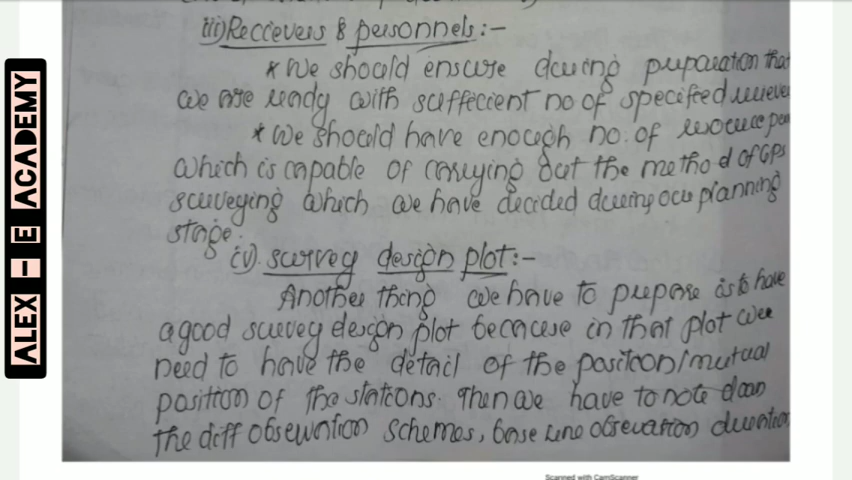 iii) Recievers & personnels:-
* We should ensure during preparation that
we are ready with suffecient no of specified
* We should have enough no. of resource
which is capable of carrying out the method of GPS
surveying which we have decided during our planning
stage.
iv). survey design plot:-
Another thing we have to prepare is to have
a good survey design plot because in that plot wee
need to have the detail of the position/mutual
position of the stations. Then we have to note down
the diff observation schemes, base line observation duration
ALEX - E ACADEMY
Scanned with CamScanner